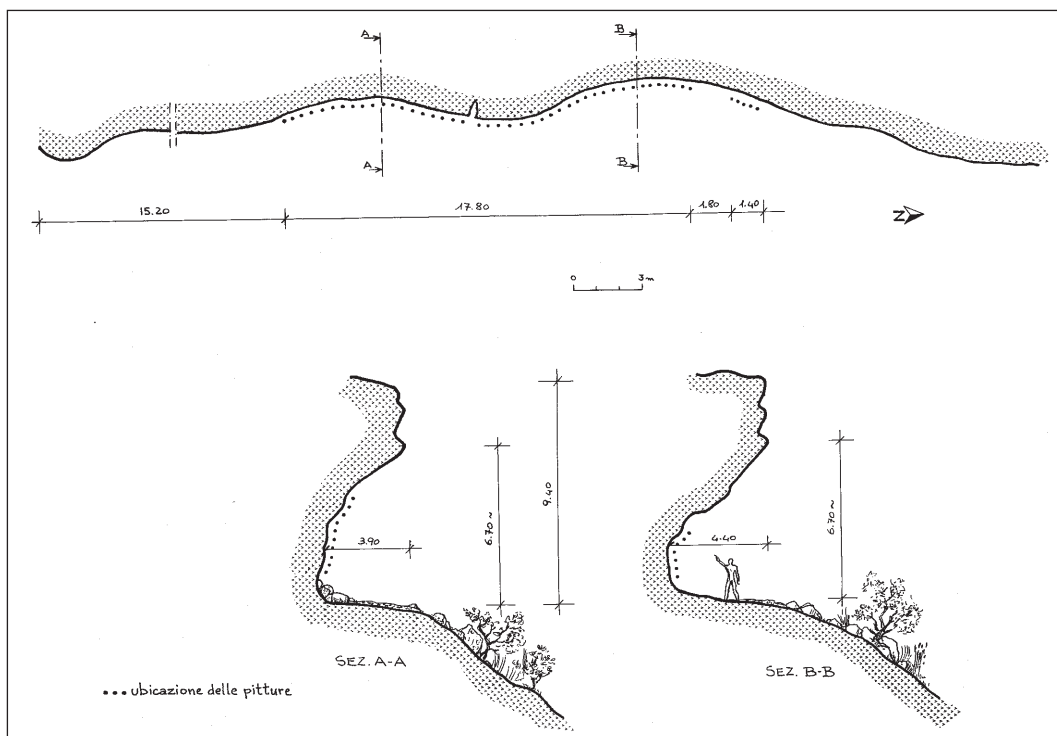 A
B
A
B
15.20
17.80
1.80
1.40
N
0
3m
9.40
6.70~
3.90
6.70~
4.40
SEZ. A-A
SEZ. B-B
ubicazione delle pitture